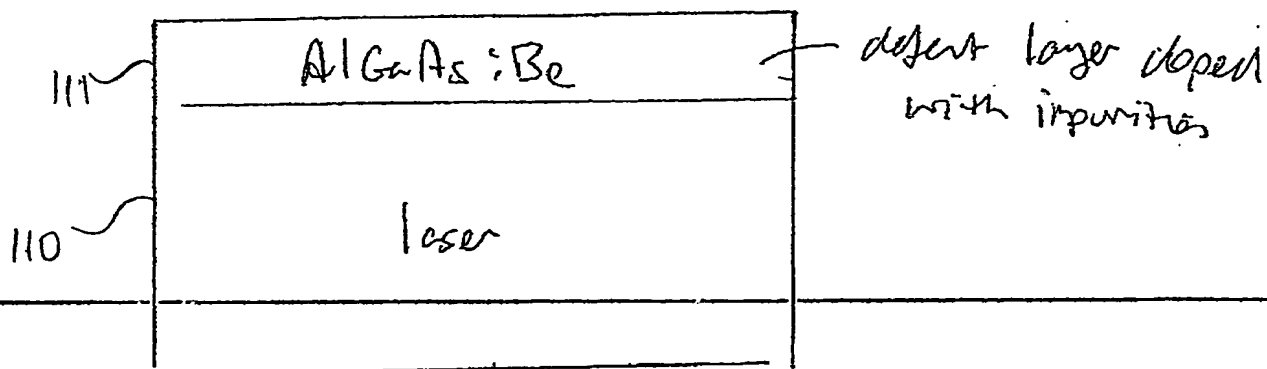 111
AlGaAs:Be
defect layer doped
with impurities
110
laser